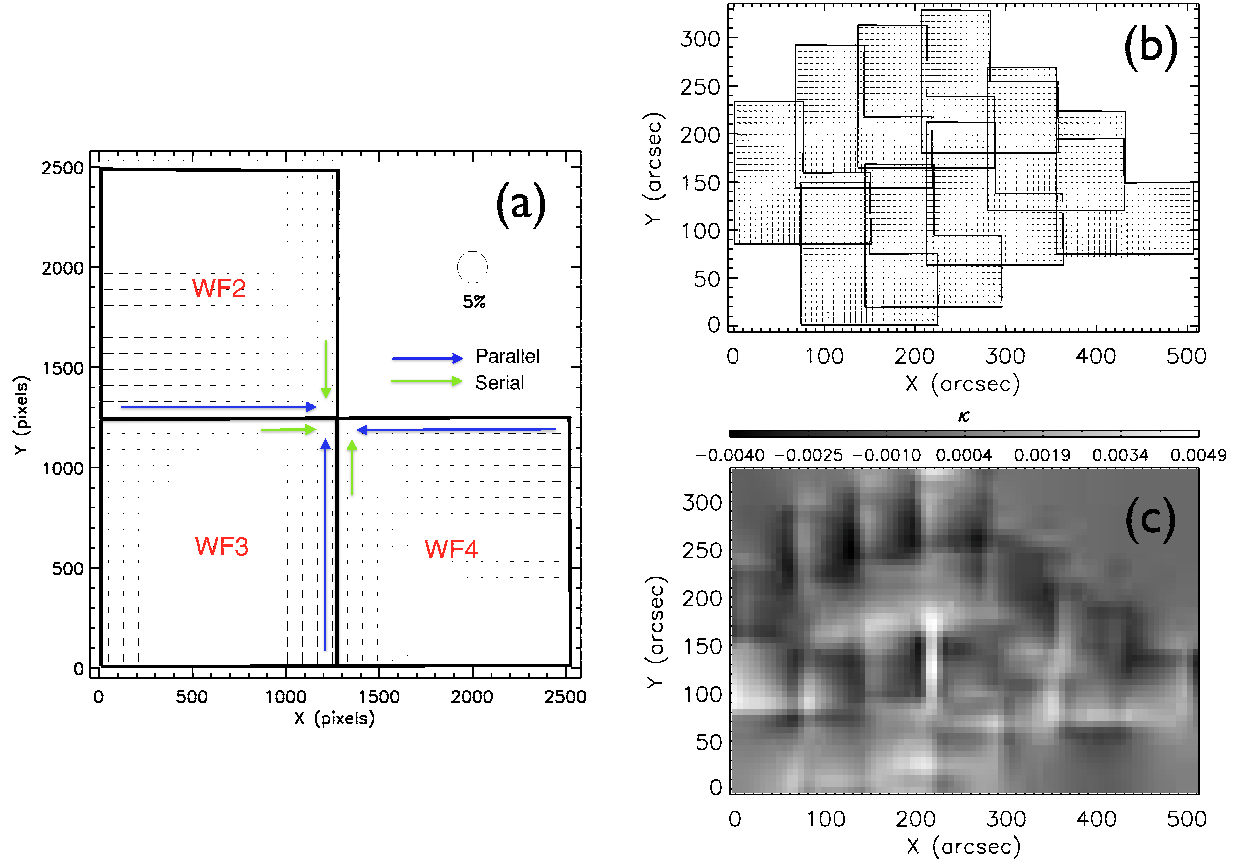 (a)
2500
2000
1500
1000
500
0
Y (pixels)
WF2
WF3
WF4
5%
Parallel
Serial
0 500 1000 1500 2000 2500
X (pixels)
(b)
350
300
250
200
150
100
50
0
Y (arcsec)
0 100 200 300 400 500
X (arcsec)
κ
−0.0040 −0.0025 −0.0010 0.0004 0.0019 0.0034 0.0049
(c)
300
250
200
150
100
50
0
Y (arcsec)
0 100 200 300 400 500
X (arcsec)